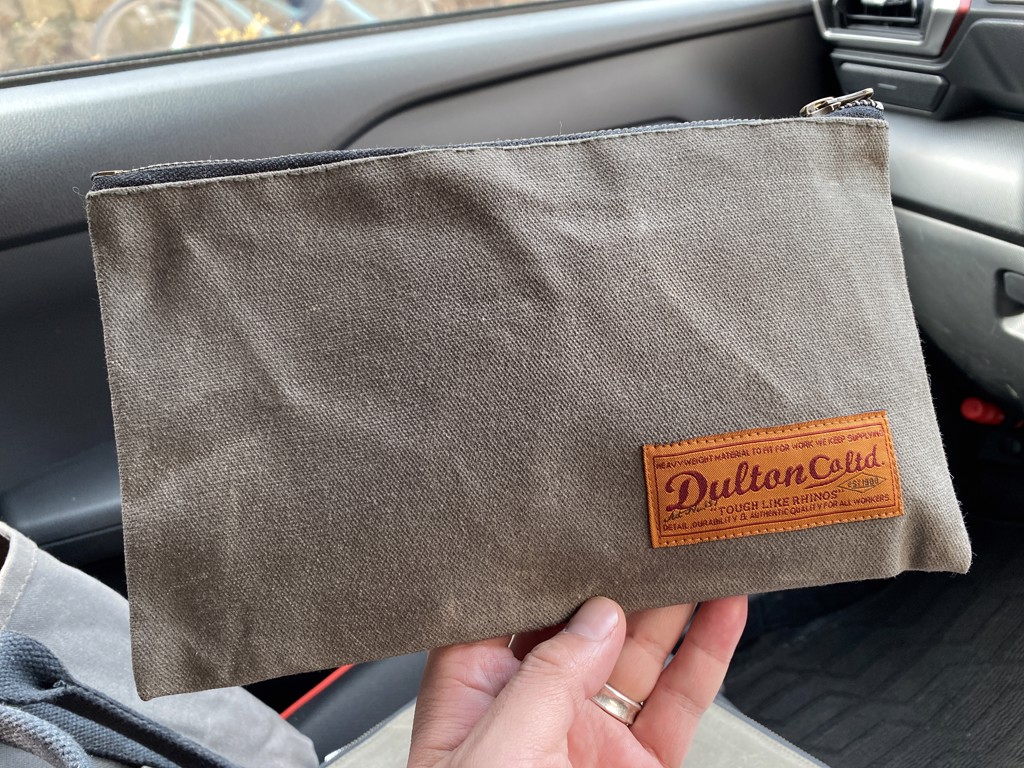 HEAVY WEIGHT MATERIAL TO FIT FOR WORK WE KEEP SUPPLYING.
Dulton Co ltd.
EST.1988
"TOUGH LIKE RHINOS"
DETAIL, DURABILITY & AUTHENTIC QUALITY FOR ALL WORKERS.